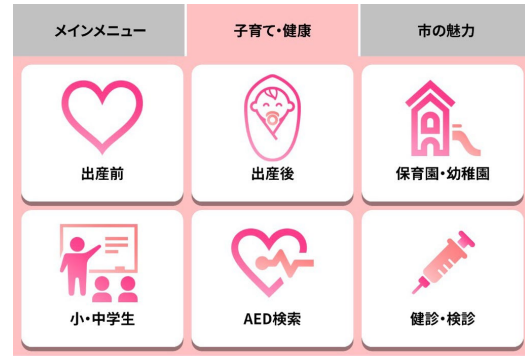 メインメニュー
子育て・健康
市の魅力
出産前
出産後
保育園・幼稚園
小・中学生
AED検索
健診・検診